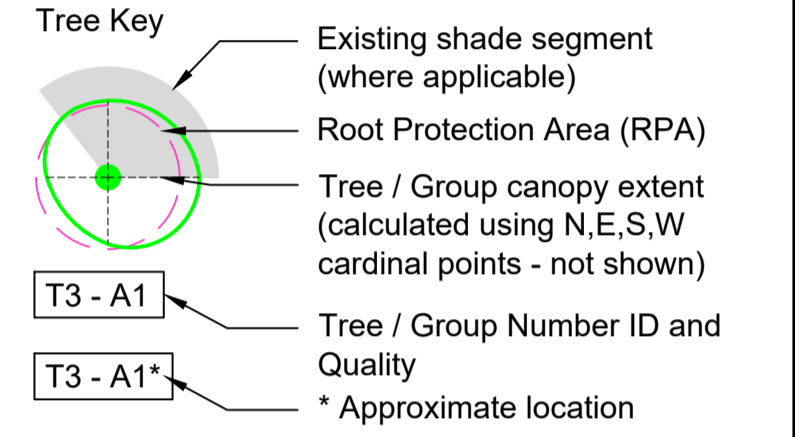 Tree Key
Existing shade segment
(where applicable)
Root Protection Area (RPA)
Tree / Group canopy extent
(calculated using N,E,S,W
cardinal points - not shown)
T3 - A1
Tree / Group Number ID and
Quality
T3 - A1*
* Approximate location